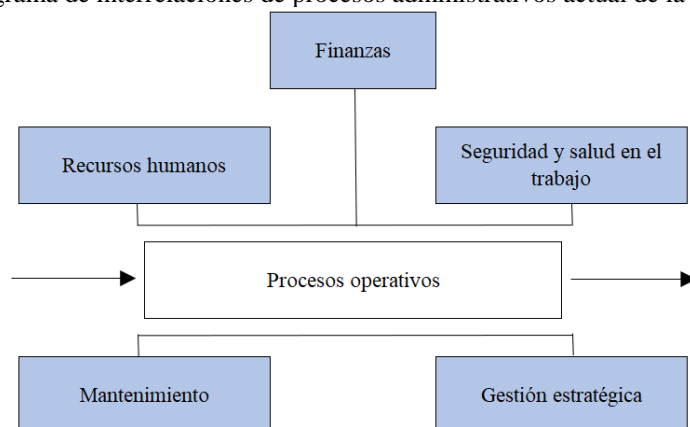 grama de interrelaciones de procesos administrativos actual de la
Finanzas
Recursos humanos
Seguridad y salud en el
trabajo
Procesos operativos
Mantenimiento
Gestión estratégica